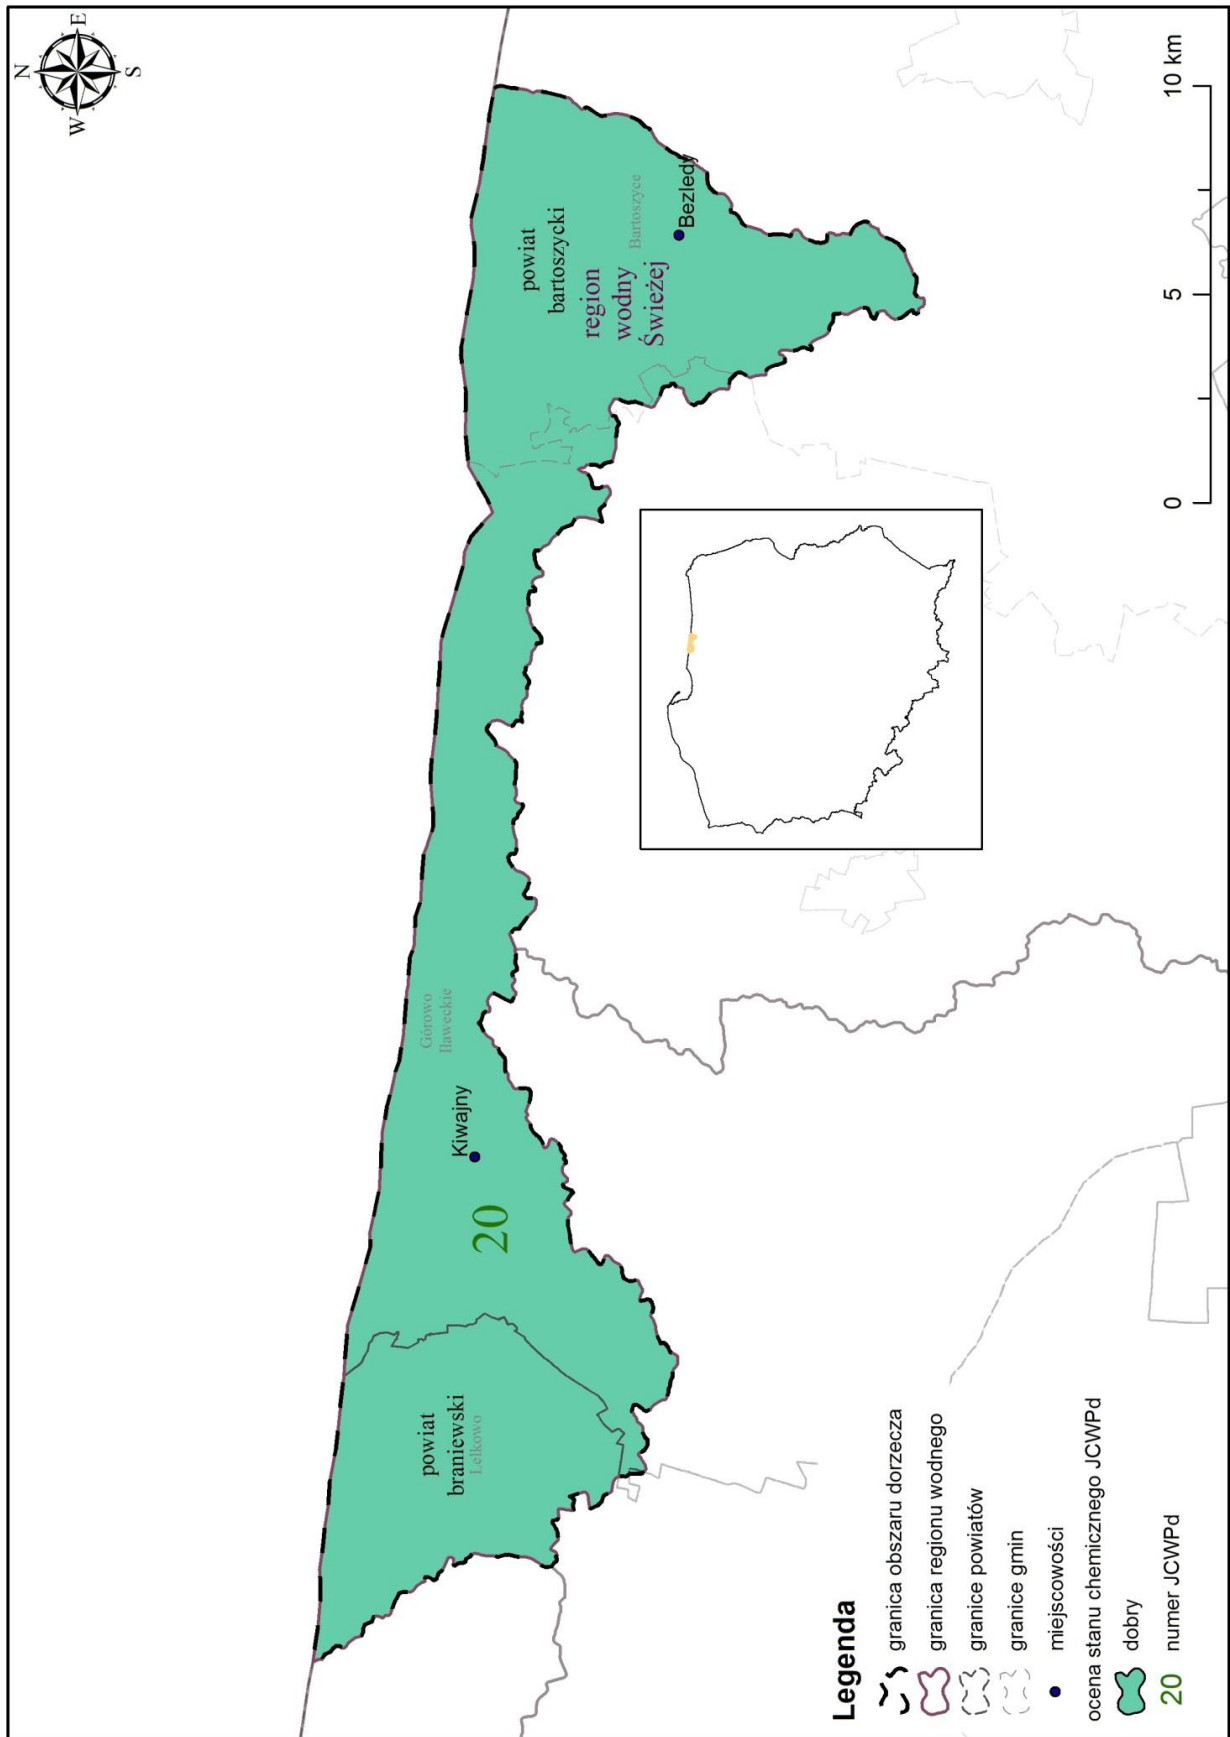 N
E
W
S
powiat
bartoszycki
region
wodny
Świeżej
Bartoszyce
Bezledy
Górowo
Iławeckie
Kiwajny
20
powiat
braniewski
Lelkowo
Legenda
granica obszaru dorzecza
granica regionu wodnego
granice powiatów
granice gmin
miejscowości
ocena stanu chemicznego JCWPd
dobry
20 numer JCWPd
0 5 10 km